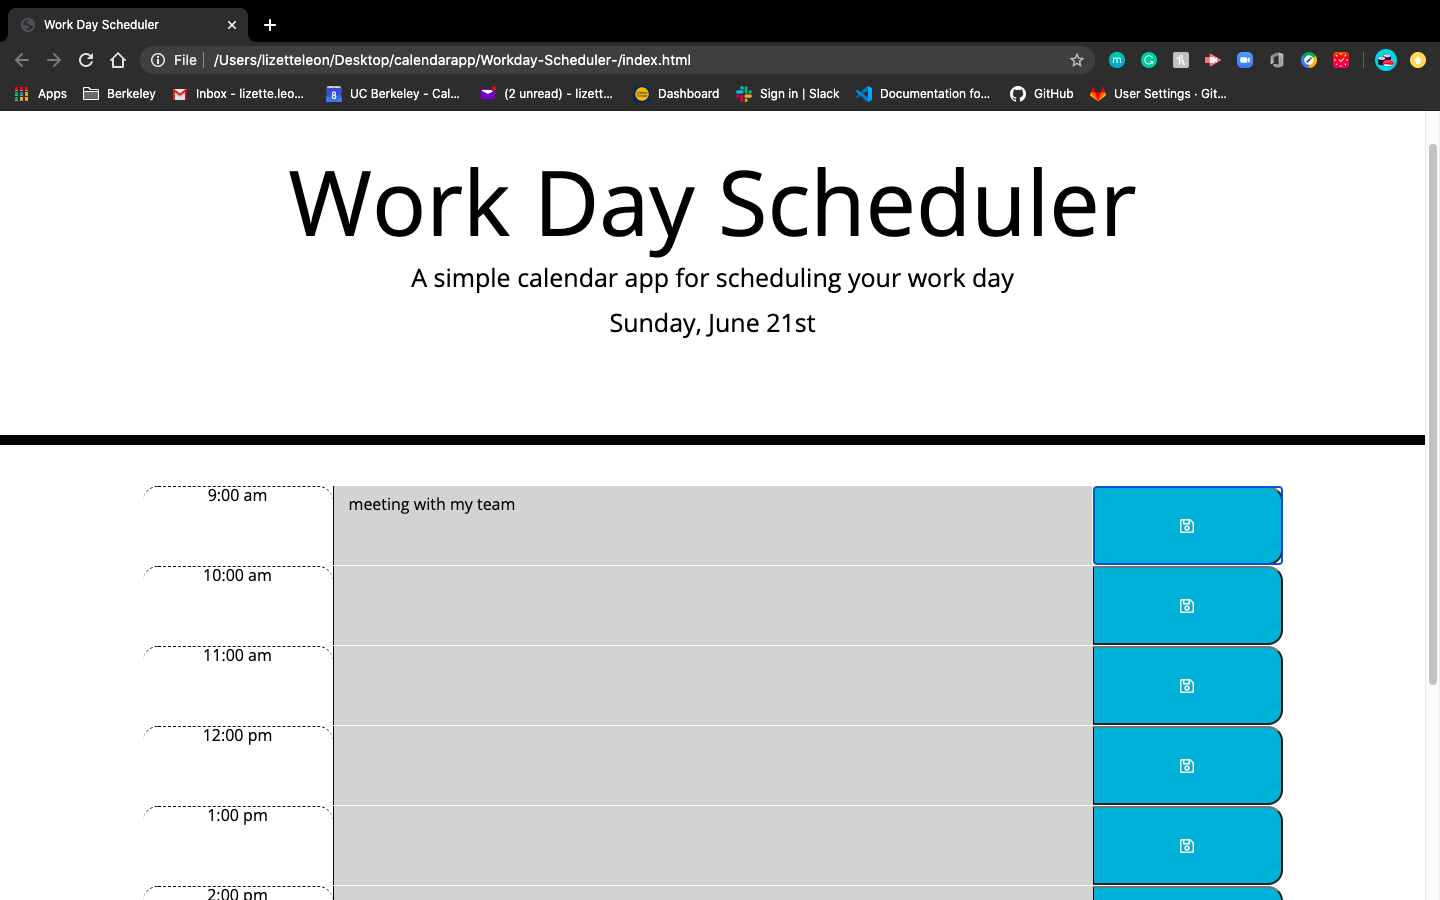 Work Day Scheduler
File /Users/lizetteleon/Desktop/calendarapp/Workday-Scheduler-/index.html
Apps Berkeley Inbox - lizette.leo... UC Berkeley - Cal... (2 unread) - lizett... Dashboard Sign in | Slack Documentation fo... GitHub User Settings · Git...
Work Day Scheduler
A simple calendar app for scheduling your work day
Sunday, June 21st
9:00 am meeting with my team
10:00 am
11:00 am
12:00 pm
1:00 pm
2:00 pm